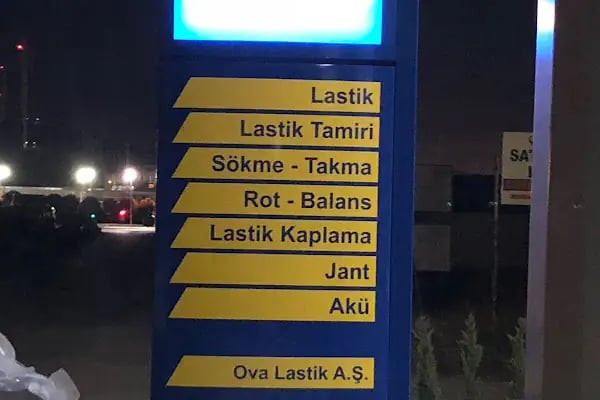 Lastik
Lastik Tamiri
Sökme - Takma
Rot - Balans
Lastik Kaplama
Jant
Akü
Ova Lastik A.Ş.